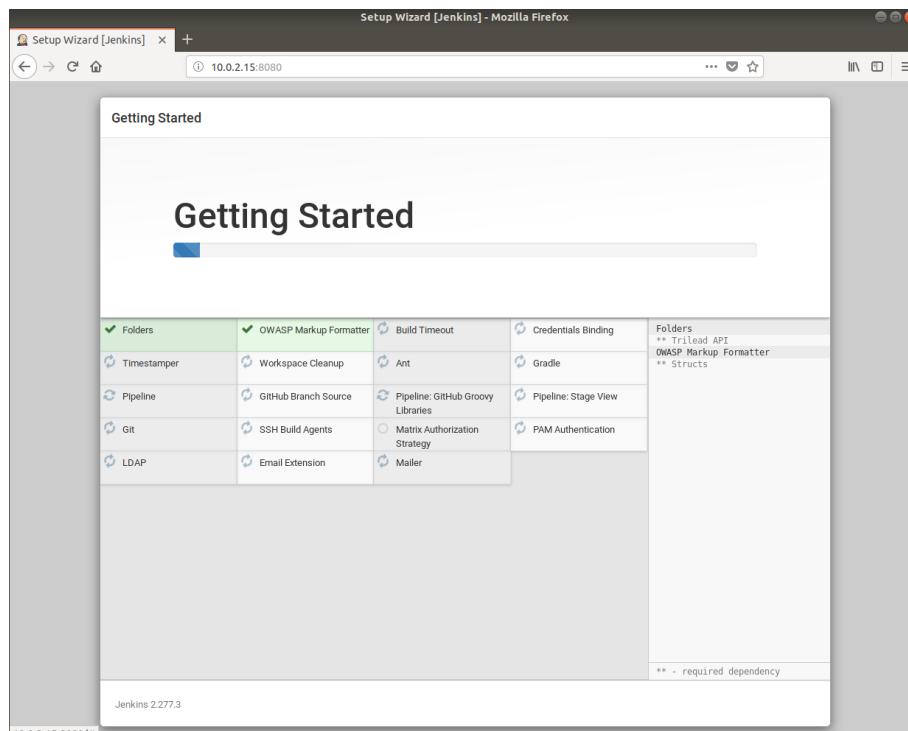 Setup Wizard [Jenkins] - Mozilla Firefox
Setup Wizard [Jenkins] × +
10.0.2.15:8080
Getting Started
Getting Started
Folders
OWASP Markup Formatter
Build Timeout
Credentials Binding
Timestamper
Workspace Cleanup
Ant
Gradle
Pipeline
GitHub Branch Source
Pipeline: GitHub Groovy
Libraries
Pipeline: Stage View
Git
SSH Build Agents
Matrix Authorization
Strategy
PAM Authentication
LDAP
Email Extension
Mailer
Folders
** Trilead API
OWASP Markup Formatter
** Structs
** - required dependency
Jenkins 2.277.3